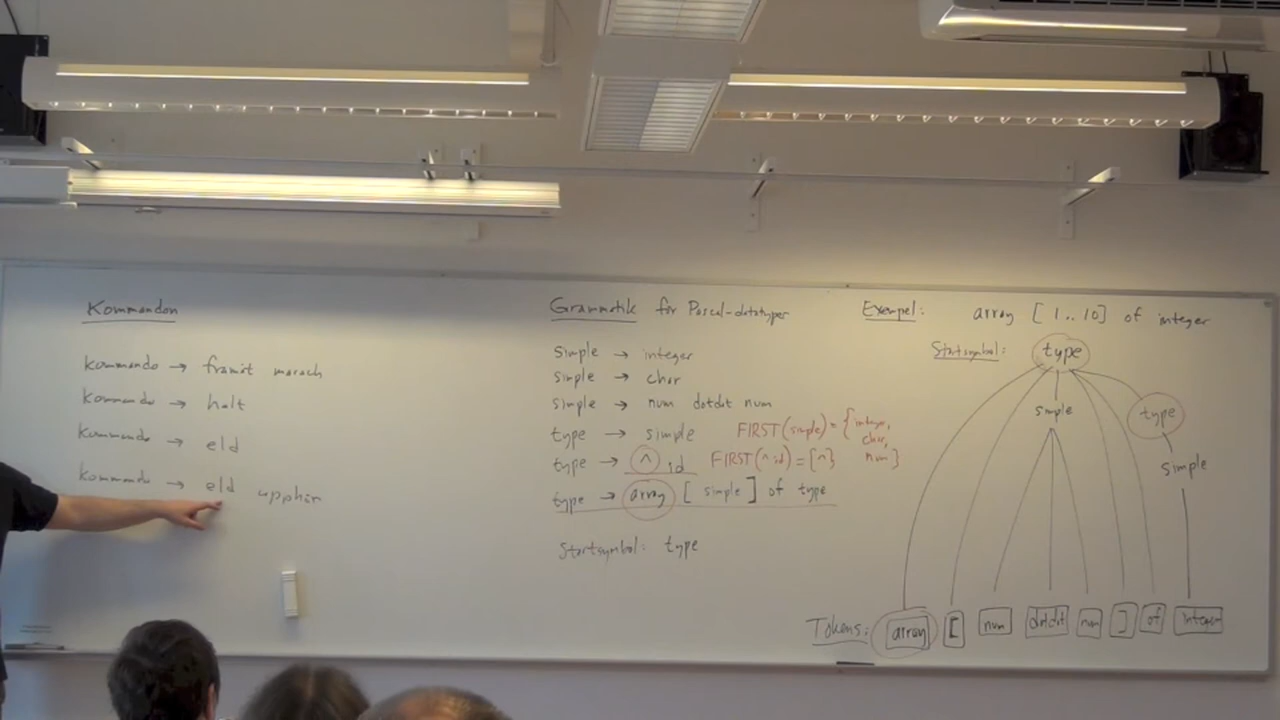 Kommandon
kommando → framåt marsch
kommando → halt
kommando → eld
kommando → eld upphör
Grammatik för Pascal-datatyper
simple → integer
simple → char
simple → num dotdot num
type → simple FIRST(simple) = {integer, char, num}
type → ^ id FIRST(^ id) = {^}
type → array [ simple ] of type
Startsymbol: type
Exempel: array [ 1 .. 10 ] of integer
Startsymbol: type
simple type
simple
Tokens: array [ num dotdot num ] of integer